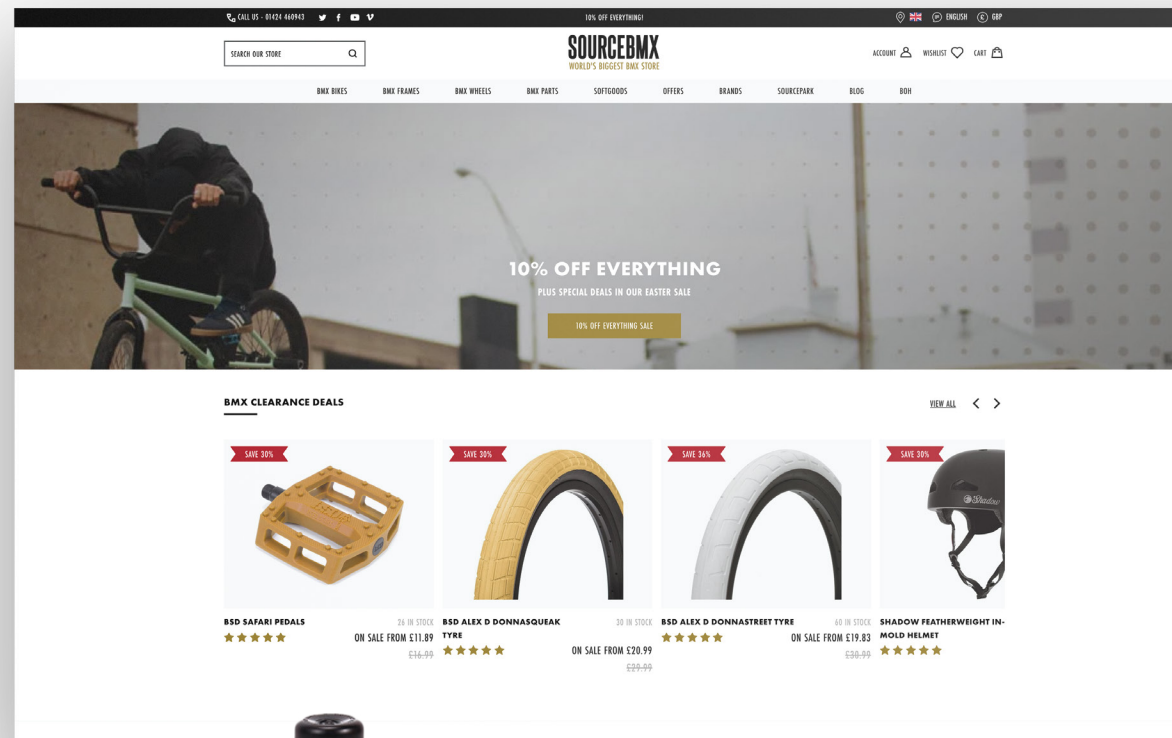 CALL US - 01424 460943
10% OFF EVERYTHING!
ENGLISH
£ GBP
SEARCH OUR STORE
SOURCEBMX
WORLD'S BIGGEST BMX STORE
ACCOUNT
WISHLIST
CART
BMX BIKES
BMX FRAMES
BMX WHEELS
BMX PARTS
SOFTGOODS
OFFERS
BRANDS
SOURCEPARK
BLOG
BOH
10% OFF EVERYTHING
PLUS SPECIAL DEALS IN OUR EASTER SALE
10% OFF EVERYTHING SALE
BMX CLEARANCE DEALS
VIEW ALL
SAVE 30%
BSD SAFARI PEDALS
26 IN STOCK
ON SALE FROM £11.89
£16.99
SAVE 30%
BSD ALEX D DONNASQUEAK
TYRE
30 IN STOCK
ON SALE FROM £20.99
£29.99
SAVE 36%
BSD ALEX D DONNASTREET TYRE
60 IN STOCK
ON SALE FROM £19.83
£30.99
SAVE 30%
Shadow
SHADOW FEATHERWEIGHT IN-
MOLD HELMET